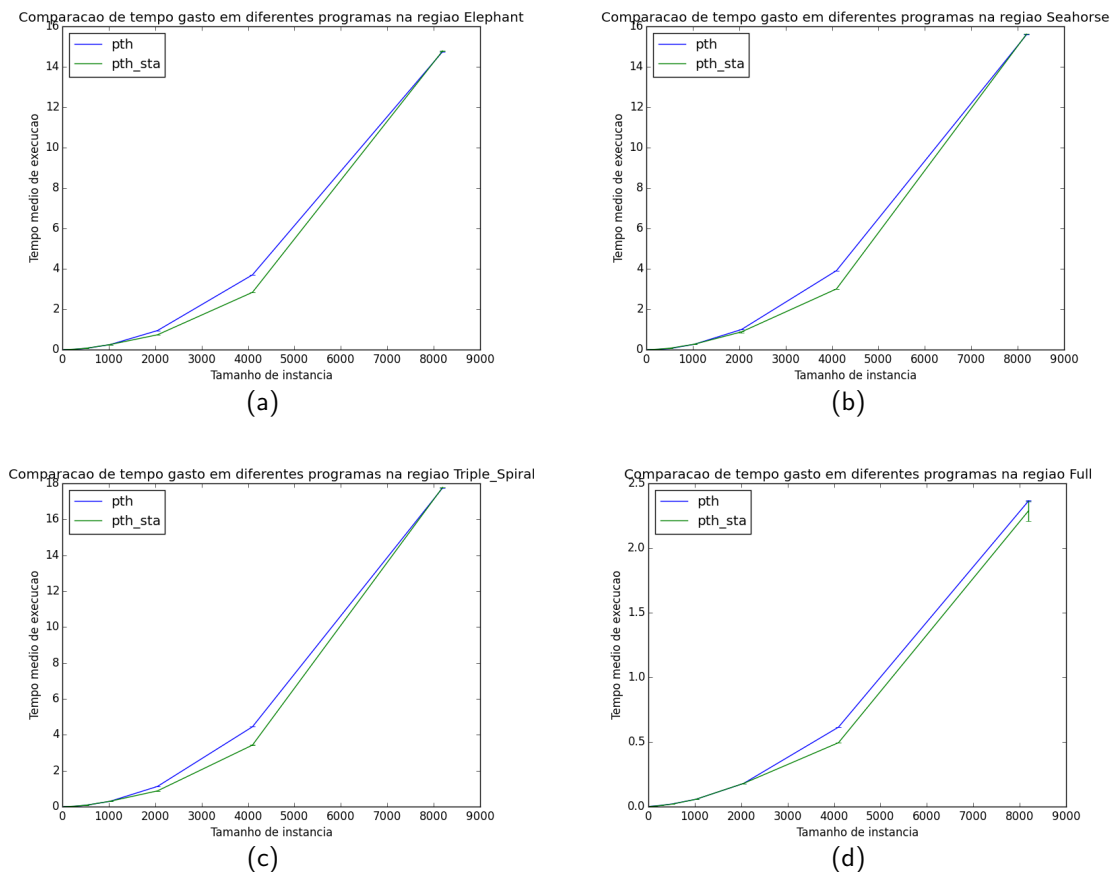 Comparacao de tempo gasto em diferentes programas na regiao Elephant
16
14
12
10
8
6
4
2
0
Tempo medio de execucao
pth
pth_sta
0 1000 2000 3000 4000 5000 6000 7000 8000 9000
Tamanho de instancia
(a)
Comparacao de tempo gasto em diferentes programas na regiao Seahorse
16
14
12
10
8
6
4
2
0
Tempo medio de execucao
pth
pth_sta
0 1000 2000 3000 4000 5000 6000 7000 8000 9000
Tamanho de instancia
(b)
Comparacao de tempo gasto em diferentes programas na regiao Triple_Spiral
18
16
14
12
10
8
6
4
2
0
Tempo medio de execucao
pth
pth_sta
0 1000 2000 3000 4000 5000 6000 7000 8000 9000
Tamanho de instancia
(c)
Comparacao de tempo gasto em diferentes programas na regiao Full
2.5
2.0
1.5
1.0
0.5
0.0
Tempo medio de execucao
pth
pth_sta
0 1000 2000 3000 4000 5000 6000 7000 8000 9000
Tamanho de instancia
(d)